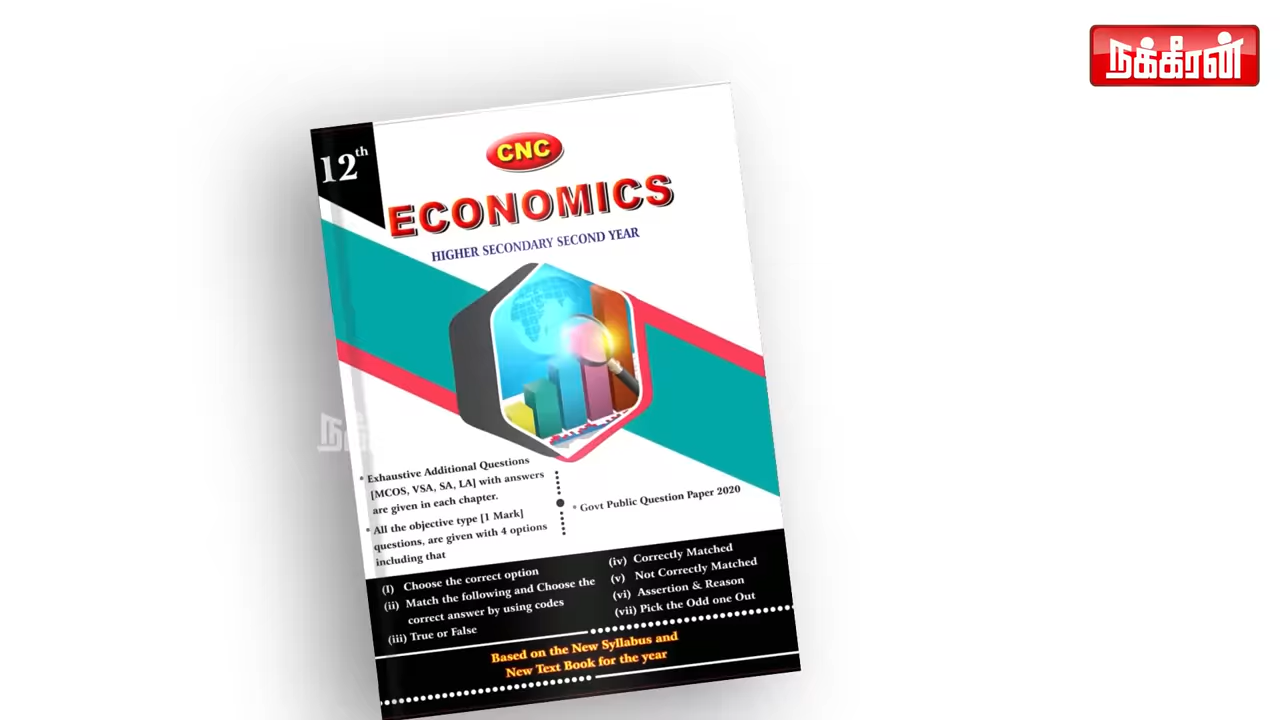 நக்கீரன்
12th
CNC
ECONOMICS
HIGHER SECONDARY SECOND YEAR
* Exhaustive Additional Questions
[MCOS, VSA, SA, LA] with answers
are given in each chapter.
* All the objective type [1 Mark]
questions, are given with 4 options
including that
* Govt Public Question Paper 2020
(I) Choose the correct option
(ii) Match the following and Choose the
correct answer by using codes
(iii) True or False
(iv) Correctly Matched
(v) Not Correctly Matched
(vi) Assertion & Reason
(vii) Pick the Odd one Out
Based on the New Syllabus and
New Text Book for the year